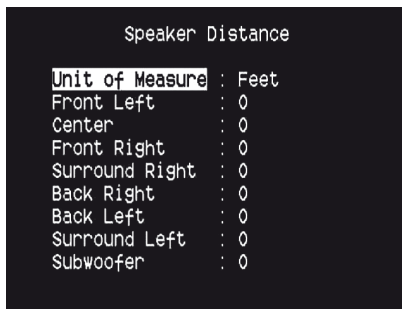 Speaker Distance
Unit of Measure : Feet
Front Left : 0
Center : 0
Front Right : 0
Surround Right : 0
Back Right : 0
Back Left : 0
Surround Left : 0
Subwoofer : 0